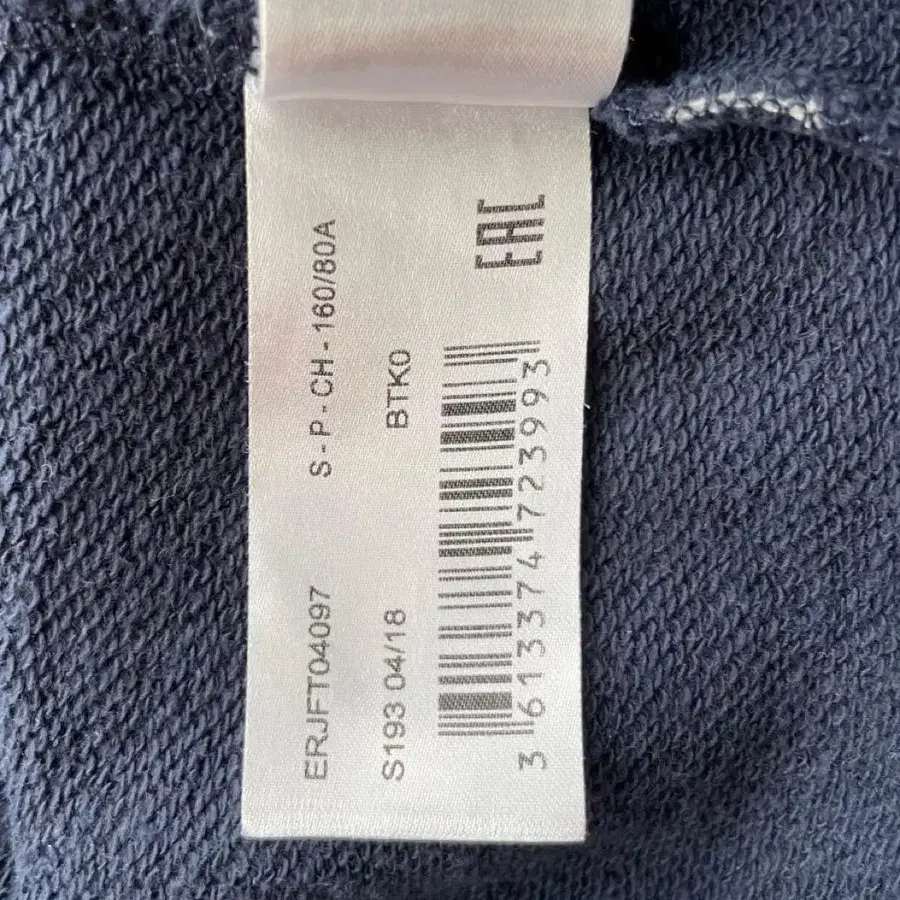 ERJFT04097 S - P - CH - 160/80A
S193 04/18 BTK0
3 613374 723993
EAC